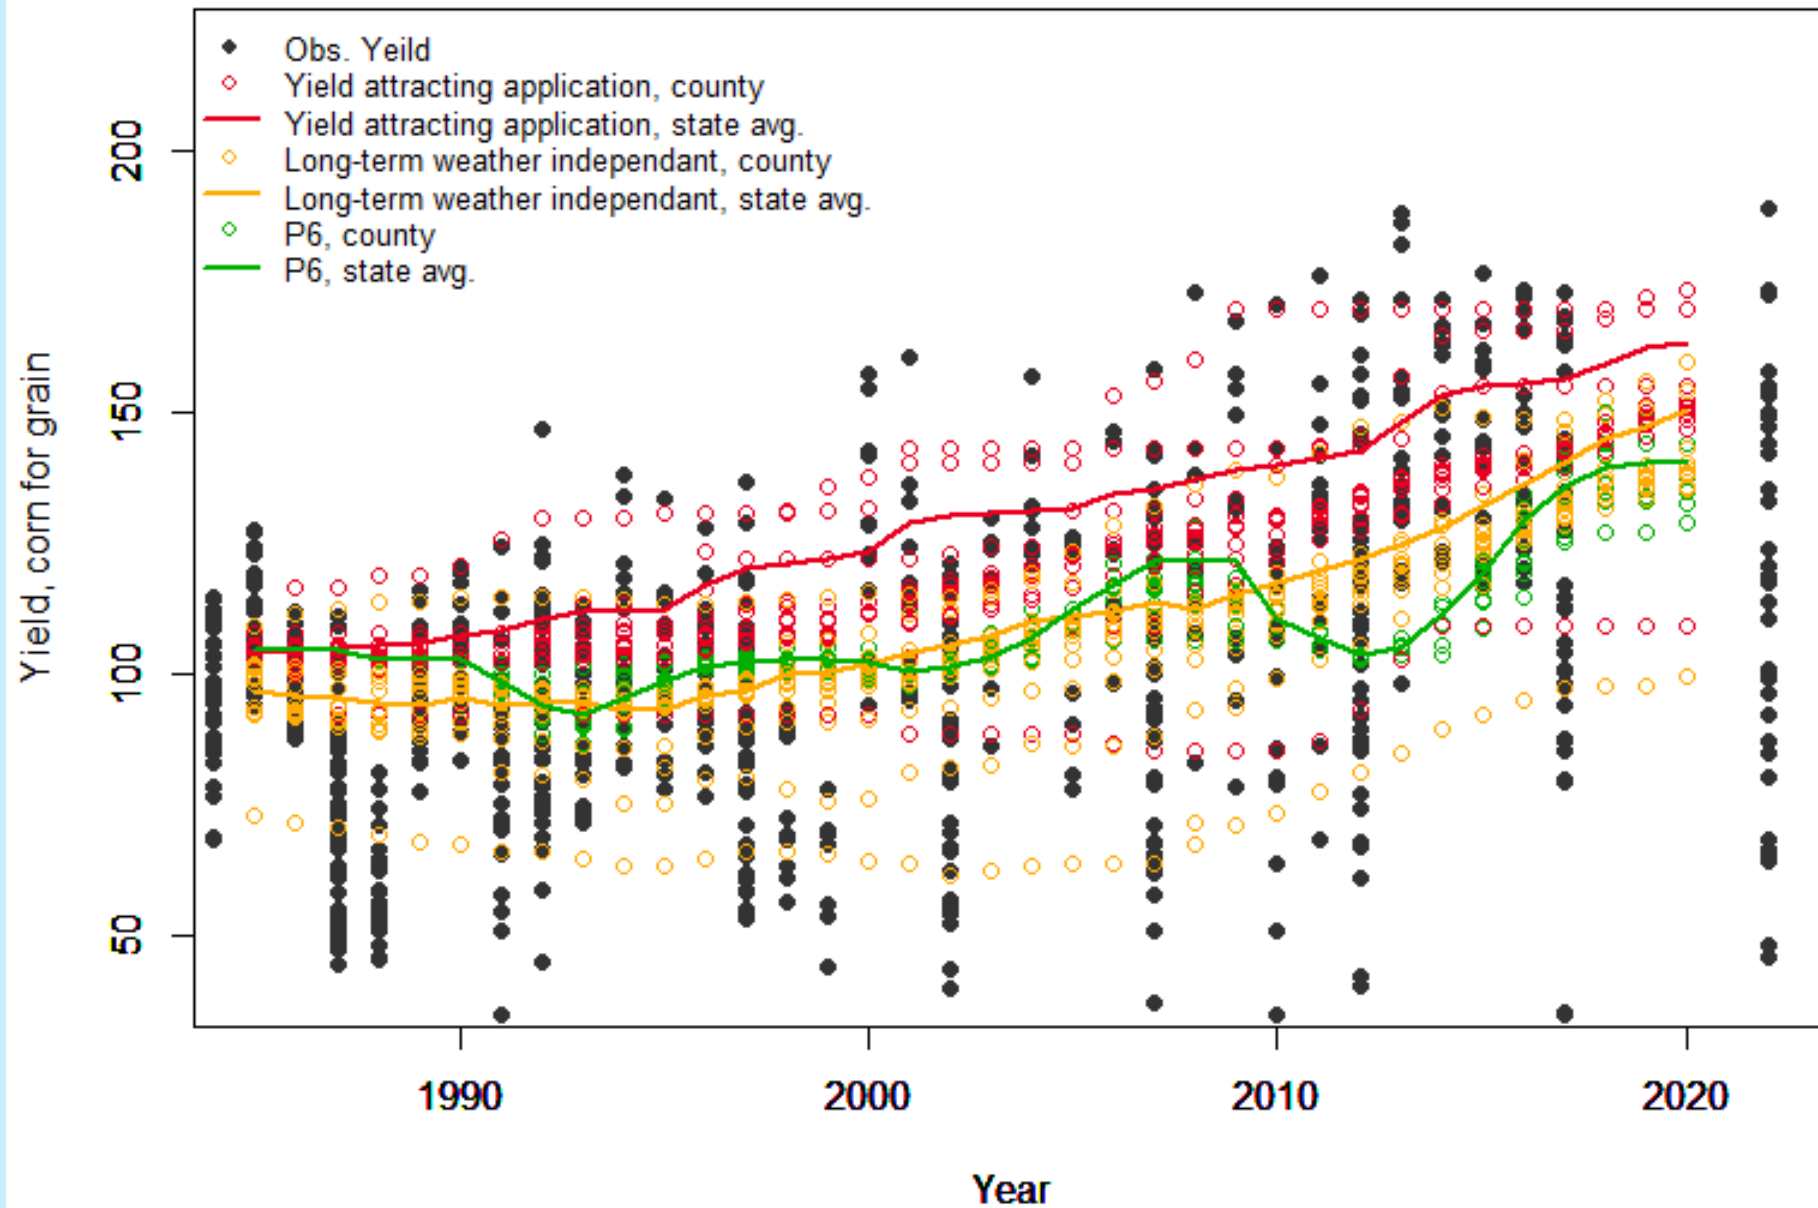 Obs. Yeild
Yield attracting application, county
Yield attracting application, state avg.
Long-term weather independant, county
Long-term weather independant, state avg.
P6, county
P6, state avg.
Yield, corn for grain
200
150
100
50
1990
2000
2010
2020
Year